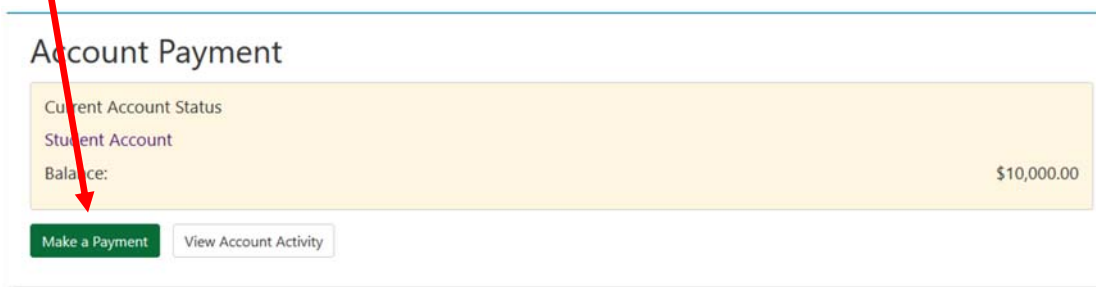 Account Payment
Current Account Status
Student Account
Balance: $10,000.00
Make a Payment View Account Activity